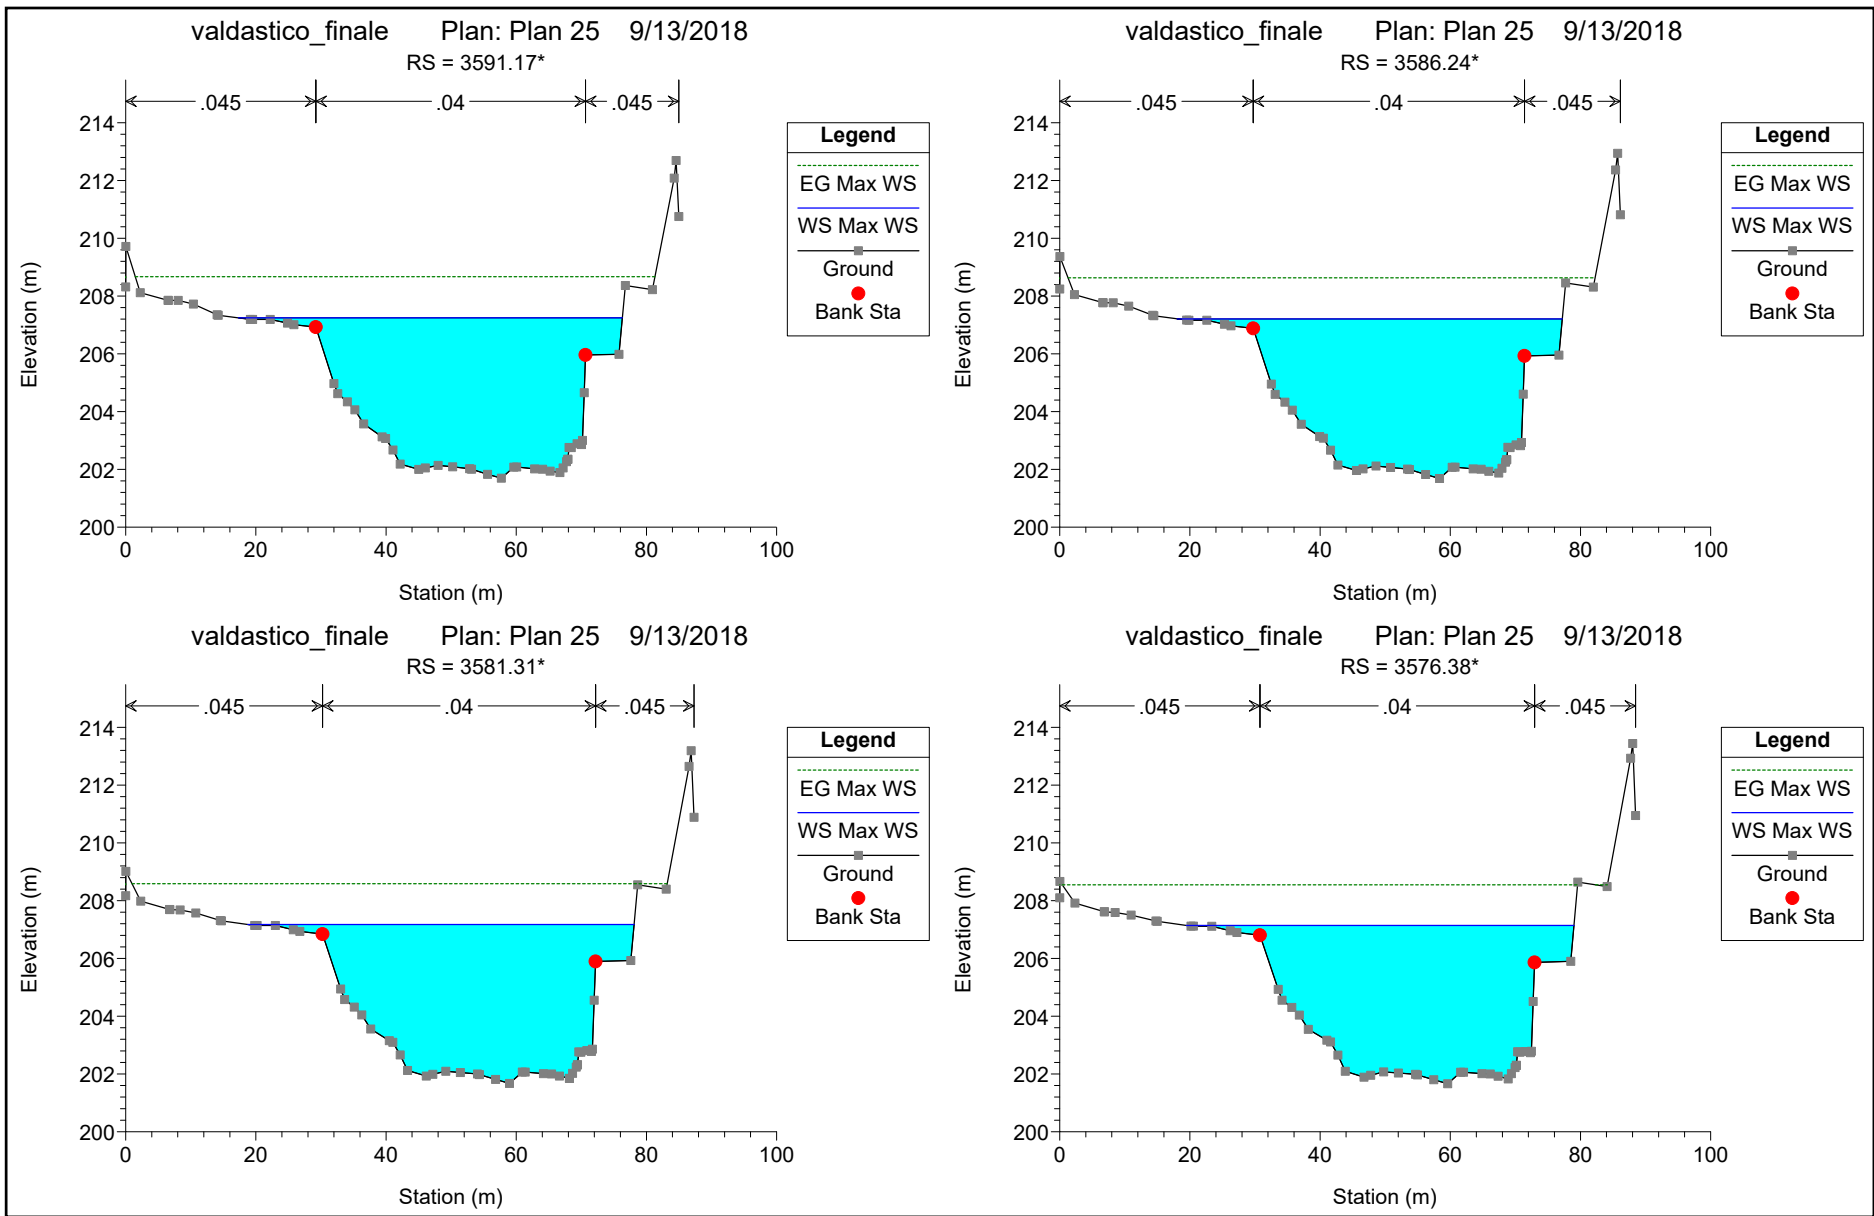 valdastico_finale Plan: Plan 25 9/13/2018
RS = 3591.17*
.045 .04 .045
214
212
210
208
206
204
202
200
0 20 40 60 80 100
Elevation (m)
Station (m)
Legend
EG Max WS
WS Max WS
Ground
Bank Sta
valdastico_finale Plan: Plan 25 9/13/2018
RS = 3586.24*
.045 .04 .045
214
212
210
208
206
204
202
200
0 20 40 60 80 100
Elevation (m)
Station (m)
Legend
EG Max WS
WS Max WS
Ground
Bank Sta
valdastico_finale Plan: Plan 25 9/13/2018
RS = 3581.31*
.045 .04 .045
214
212
210
208
206
204
202
200
0 20 40 60 80 100
Elevation (m)
Station (m)
Legend
EG Max WS
WS Max WS
Ground
Bank Sta
valdastico_finale Plan: Plan 25 9/13/2018
RS = 3576.38*
.045 .04 .045
214
212
210
208
206
204
202
200
0 20 40 60 80 100
Elevation (m)
Station (m)
Legend
EG Max WS
WS Max WS
Ground
Bank Sta